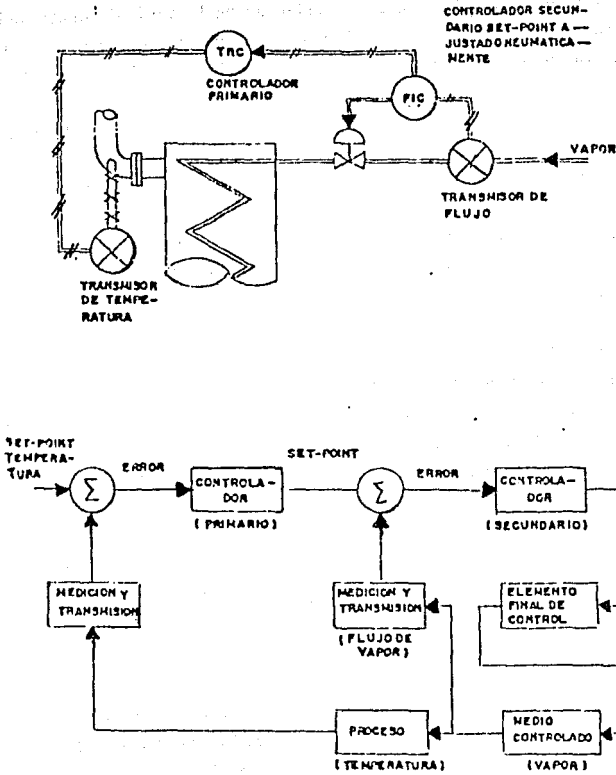 CONTROLADOR SECUN-
DARIO SET-POINT A-
JUSTADO NEUMATICA-
MENTE
TRC
CONTROLADOR
PRIMARIO
FIC
VAPOR
TRANSMISOR DE
FLUJO
TRANSMISOR
DE TEMPE-
RATURA
SET-POINT
TEMPERA-
TURA
Σ
ERROR
CONTROLA-
DOR
(PRIMARIO)
SET-POINT
Σ
ERROR
CONTROLA-
DOR
(SECUNDARIO)
MEDICION Y
TRANSMISION
MEDICION Y
TRANSMISION
(FLUJO DE
VAPOR)
ELEMENTO
FINAL DE
CONTROL
PROCESO
(TEMPERATURA)
MEDIO
CONTROLADO
(VAPOR)